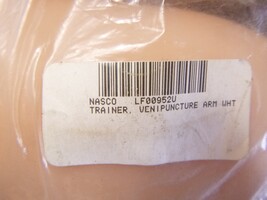 NASCO LF00952U
TRAINER, VENIPUNCTURE ARM WHT